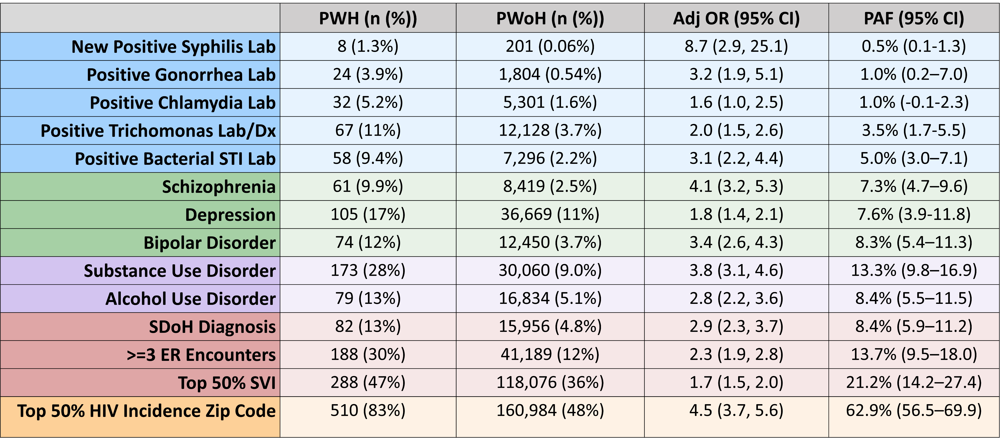 PWH (n (%)) PWoH (n (%)) Adj OR (95% CI) PAF (95% CI)
New Positive Syphilis Lab 8 (1.3%) 201 (0.06%) 8.7 (2.9, 25.1) 0.5% (0.1-1.3)
Positive Gonorrhea Lab 24 (3.9%) 1,804 (0.54%) 3.2 (1.9, 5.1) 1.0% (0.2–7.0)
Positive Chlamydia Lab 32 (5.2%) 5,301 (1.6%) 1.6 (1.0, 2.5) 1.0% (-0.1-2.3)
Positive Trichomonas Lab/Dx 67 (11%) 12,128 (3.7%) 2.0 (1.5, 2.6) 3.5% (1.7-5.5)
Positive Bacterial STI Lab 58 (9.4%) 7,296 (2.2%) 3.1 (2.2, 4.4) 5.0% (3.0–7.1)
Schizophrenia 61 (9.9%) 8,419 (2.5%) 4.1 (3.2, 5.3) 7.3% (4.7–9.6)
Depression 105 (17%) 36,669 (11%) 1.8 (1.4, 2.1) 7.6% (3.9-11.8)
Bipolar Disorder 74 (12%) 12,450 (3.7%) 3.4 (2.6, 4.3) 8.3% (5.4–11.3)
Substance Use Disorder 173 (28%) 30,060 (9.0%) 3.8 (3.1, 4.6) 13.3% (9.8–16.9)
Alcohol Use Disorder 79 (13%) 16,834 (5.1%) 2.8 (2.2, 3.6) 8.4% (5.5–11.5)
SDoH Diagnosis 82 (13%) 15,956 (4.8%) 2.9 (2.3, 3.7) 8.4% (5.9–11.2)
>=3 ER Encounters 188 (30%) 41,189 (12%) 2.3 (1.9, 2.8) 13.7% (9.5–18.0)
Top 50% SVI 288 (47%) 118,076 (36%) 1.7 (1.5, 2.0) 21.2% (14.2–27.4)
Top 50% HIV Incidence Zip Code 510 (83%) 160,984 (48%) 4.5 (3.7, 5.6) 62.9% (56.5–69.9)